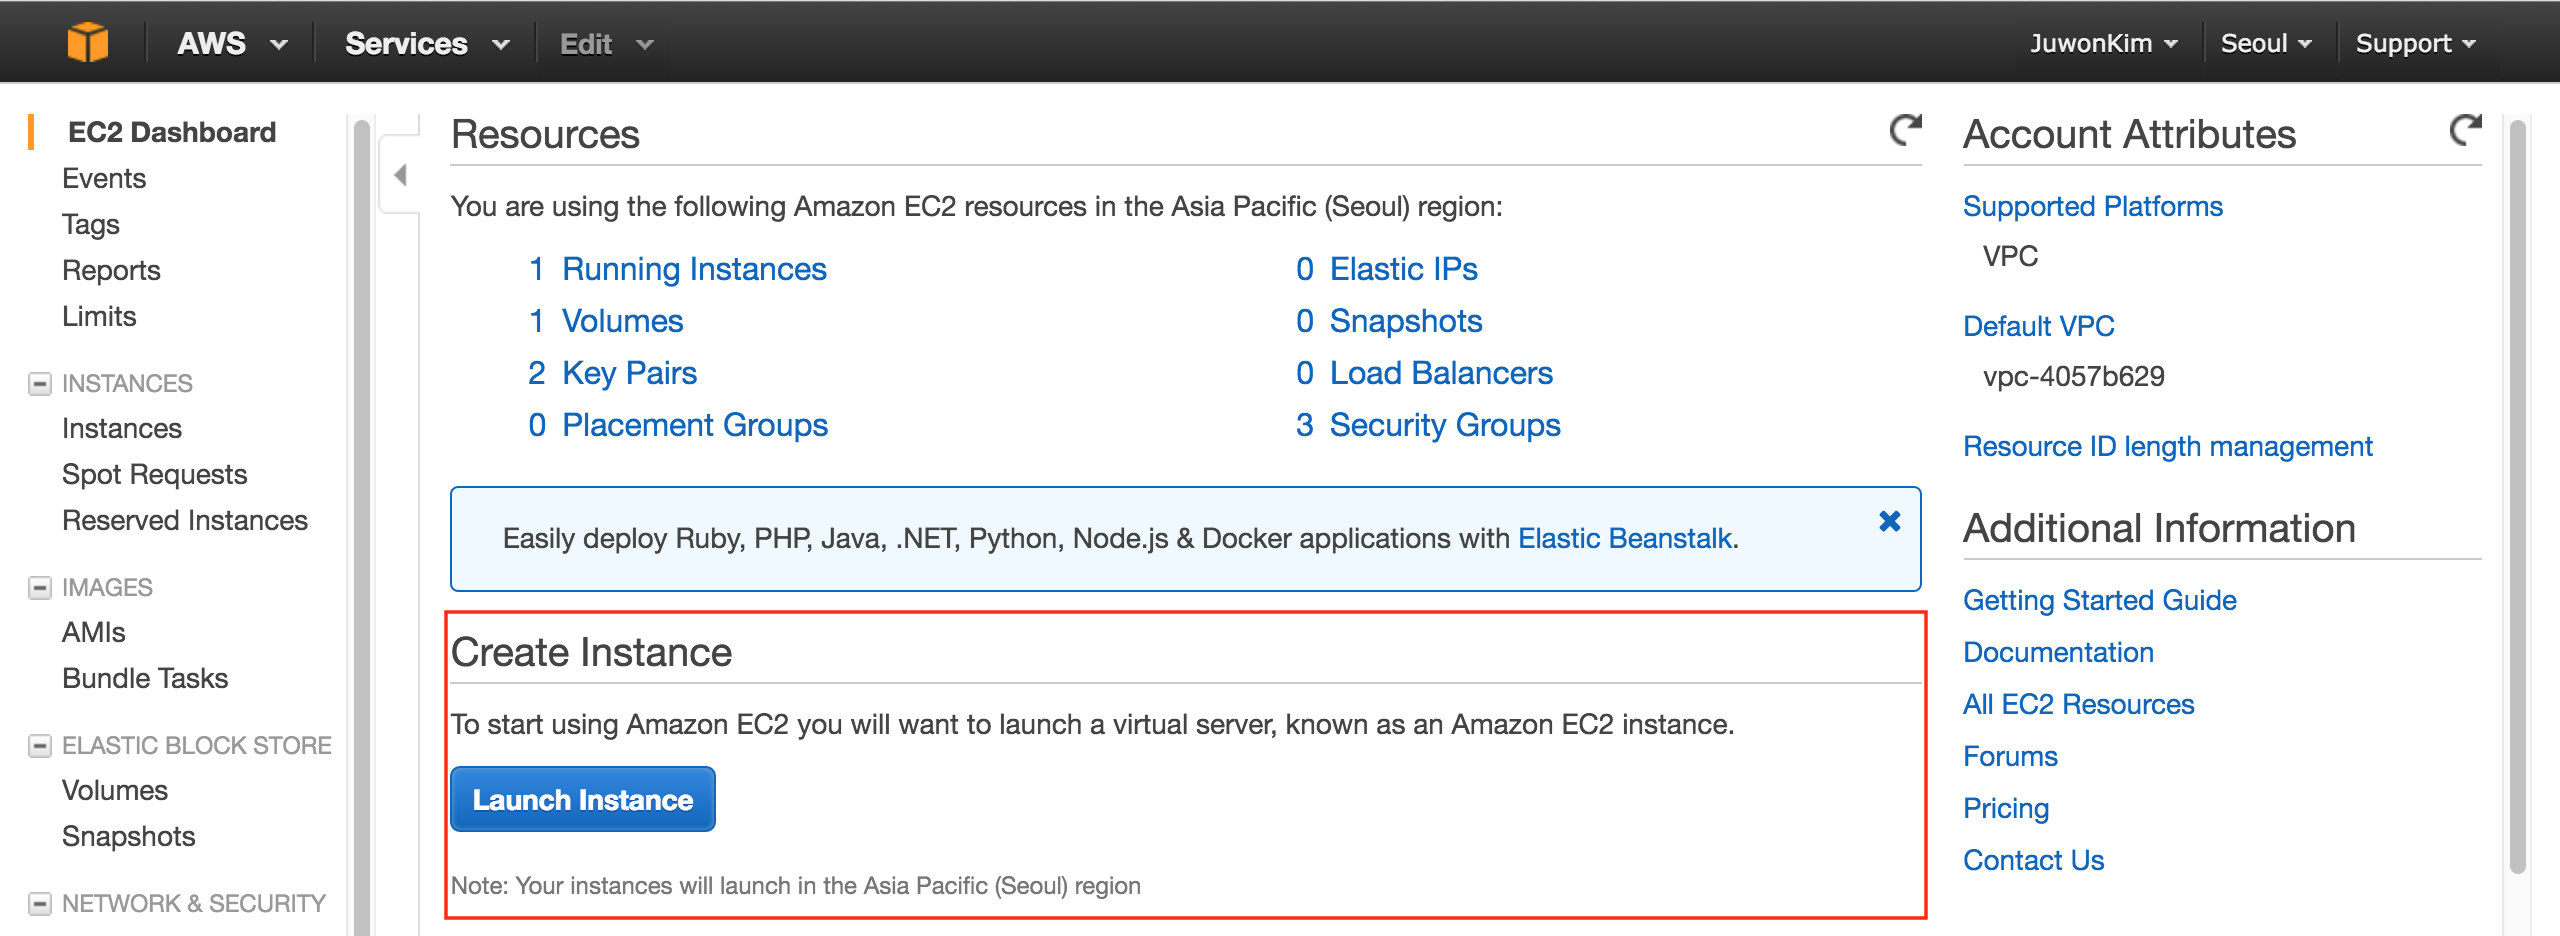 AWS Services Edit JuwonKim Seoul Support
EC2 Dashboard
Events
Tags
Reports
Limits
INSTANCES
Instances
Spot Requests
Reserved Instances
IMAGES
AMIs
Bundle Tasks
ELASTIC BLOCK STORE
Volumes
Snapshots
NETWORK & SECURITY
Resources
You are using the following Amazon EC2 resources in the Asia Pacific (Seoul) region:
1 Running Instances 0 Elastic IPs
1 Volumes 0 Snapshots
2 Key Pairs 0 Load Balancers
0 Placement Groups 3 Security Groups
Easily deploy Ruby, PHP, Java, .NET, Python, Node.js & Docker applications with Elastic Beanstalk.
Create Instance
To start using Amazon EC2 you will want to launch a virtual server, known as an Amazon EC2 instance.
Launch Instance
Note: Your instances will launch in the Asia Pacific (Seoul) region
Account Attributes
Supported Platforms
VPC
Default VPC
vpc-4057b629
Resource ID length management
Additional Information
Getting Started Guide
Documentation
All EC2 Resources
Forums
Pricing
Contact Us